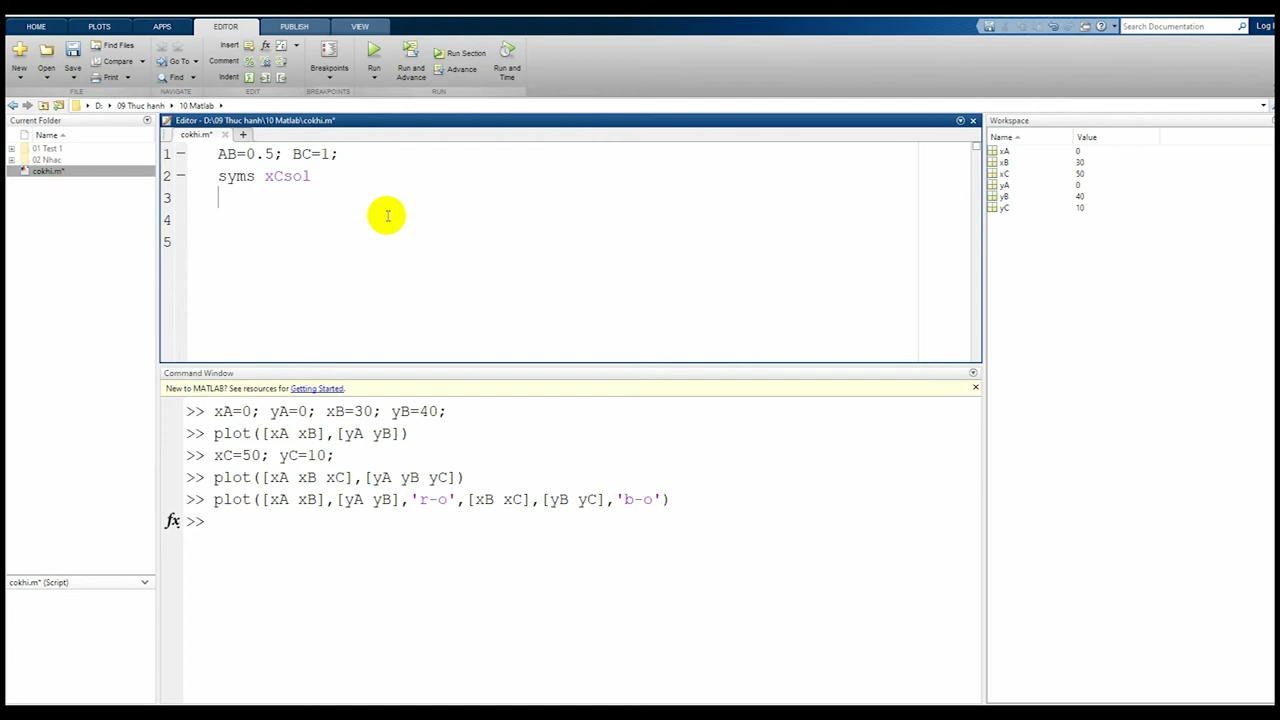 HOME PLOTS APPS EDITOR PUBLISH VIEW Search Documentation Log
New Open Save Find Files Compare Print Go To Find Insert fx Comment Indent Breakpoints Run Run and Advance Run Section Advance Run and Time
FILE NAVIGATE EDIT BREAKPOINTS RUN
D: 09 Thuc hanh 10 Matlab
Current Folder
Name
01 Test 1
02 Nhac
cokhi.m*
cokhi.m* (Script)
Editor - D:\09 Thuc hanh\10 Matlab\cokhi.m*
cokhi.m* +
1 – AB=0.5; BC=1;
2 – syms xCsol
3
4
5
Command Window
New to MATLAB? See resources for Getting Started.
>> xA=0; yA=0; xB=30; yB=40;
>> plot([xA xB],[yA yB])
>> xC=50; yC=10;
>> plot([xA xB xC],[yA yB yC])
>> plot([xA xB],[yA yB],'r-o',[xB xC],[yB yC],'b-o')
fx >>
Workspace
Name Value
xA 0
xB 30
xC 50
yA 0
yB 40
yC 10